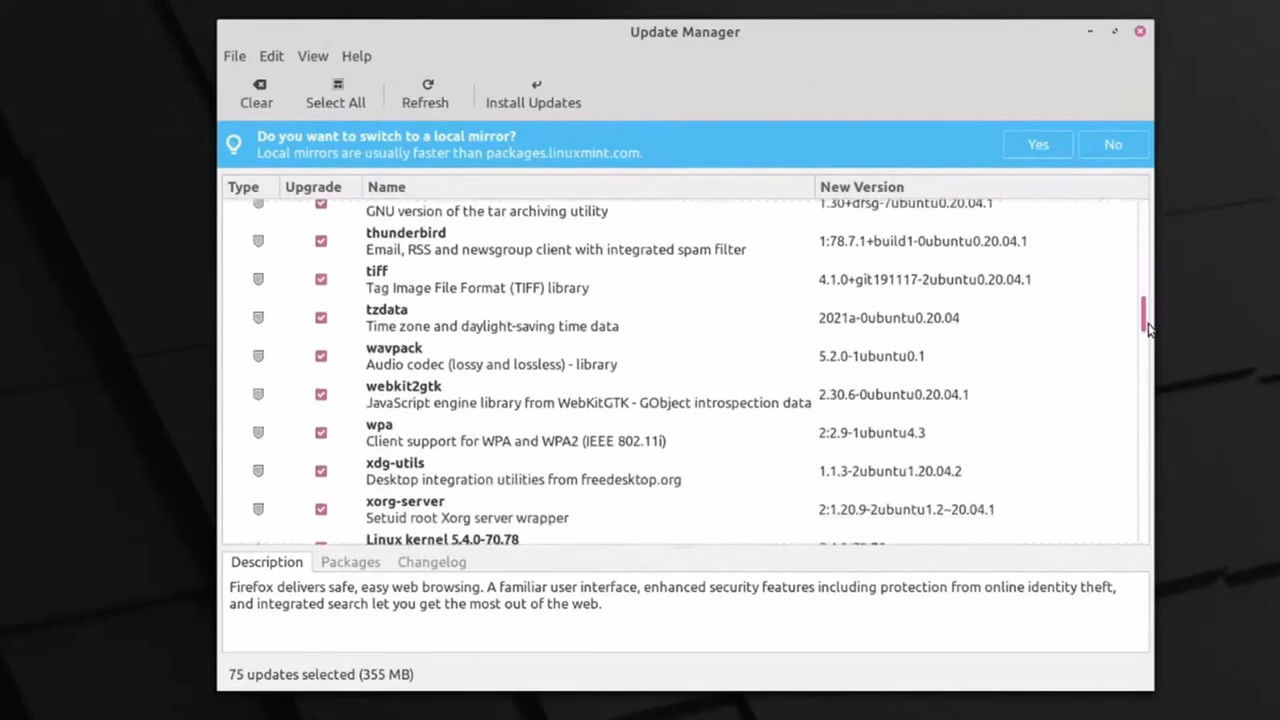 Update Manager
File Edit View Help
Clear Select All Refresh Install Updates
Do you want to switch to a local mirror?
Local mirrors are usually faster than packages.linuxmint.com.
Yes No
Type Upgrade Name New Version
GNU version of the tar archiving utility
thunderbird
Email, RSS and newsgroup client with integrated spam filter
1:78.7.1+build1-0ubuntu0.20.04.1
tiff
Tag Image File Format (TIFF) library
4.1.0+git191117-2ubuntu0.20.04.1
tzdata
Time zone and daylight-saving time data
2021a-0ubuntu0.20.04
wavpack
Audio codec (lossy and lossless) - library
5.2.0-1ubuntu0.1
webkit2gtk
JavaScript engine library from WebKitGTK - GObject introspection data
2.30.6-0ubuntu0.20.04.1
wpa
Client support for WPA and WPA2 (IEEE 802.11i)
2:2.9-1ubuntu4.3
xdg-utils
Desktop integration utilities from freedesktop.org
1.1.3-2ubuntu1.20.04.2
xorg-server
Setuid root Xorg server wrapper
2:1.20.9-2ubuntu1.2~20.04.1
Linux kernel 5.4.0-70.78
Description Packages Changelog
Firefox delivers safe, easy web browsing. A familiar user interface, enhanced security features including protection from online identity theft,
and integrated search let you get the most out of the web.
75 updates selected (355 MB)